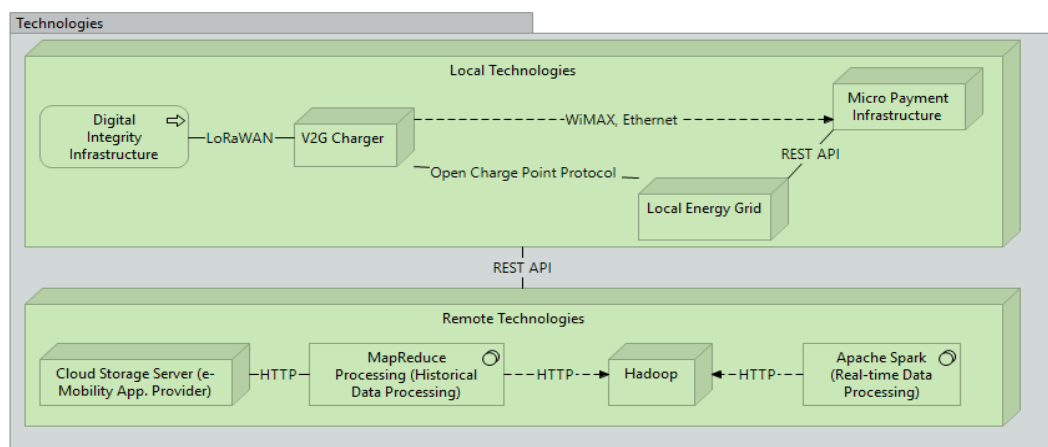 Technologies
Local Technologies
Digital
Integrity
Infrastructure
LoRaWAN
V2G Charger
WiMAX, Ethernet
Micro Payment
Infrastructure
REST API
Open Charge Point Protocol
Local Energy Grid
REST API
Remote Technologies
Cloud Storage Server (e-
Mobility App. Provider)
HTTP
MapReduce
Processing (Historical
Data Processing)
HTTP
Hadoop
HTTP
Apache Spark
(Real-time Data
Processing)